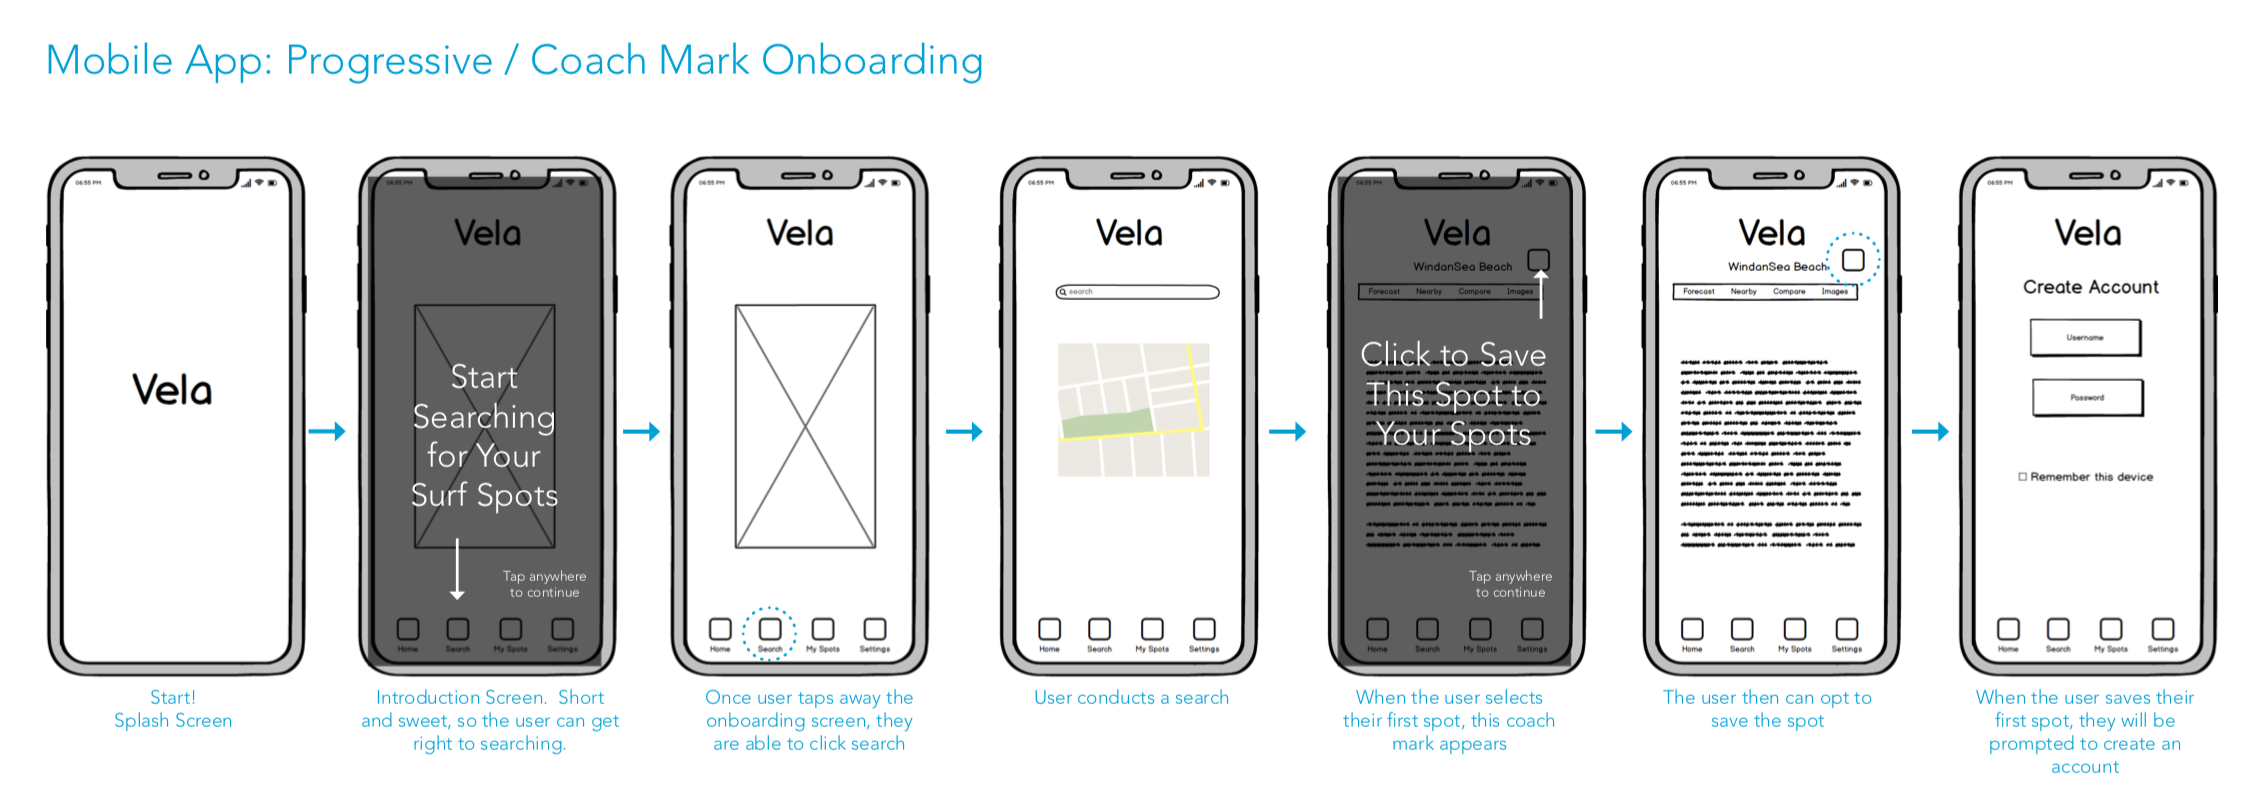 Mobile App: Progressive / Coach Mark Onboarding
06:55 PM
Vela
Start!
Splash Screen
06:55 PM
Vela
Start
Searching
for Your
Surf Spots
Tap anywhere
to continue
Home Search My Spots Settings
Introduction Screen. Short
and sweet, so the user can get
right to searching.
06:55 PM
Vela
Home Search My Spots Settings
Once user taps away the
onboarding screen, they
are able to click search
06:55 PM
Vela
search
Home Search My Spots Settings
User conducts a search
06:55 PM
Vela
WindanSea Beach
Forecast Nearby Compare Images
Click to Save
This Spot to
Your Spots
Tap anywhere
to continue
Home Search My Spots Settings
When the user selects
their first spot, this coach
mark appears
06:55 PM
Vela
WindanSea Beach
Forecast Nearby Compare Images
Home Search My Spots Settings
The user then can opt to
save the spot
06:55 PM
Vela
Create Account
Username
Password
Remember this device
Home Search My Spots Settings
When the user saves their
first spot, they will be
prompted to create an
account